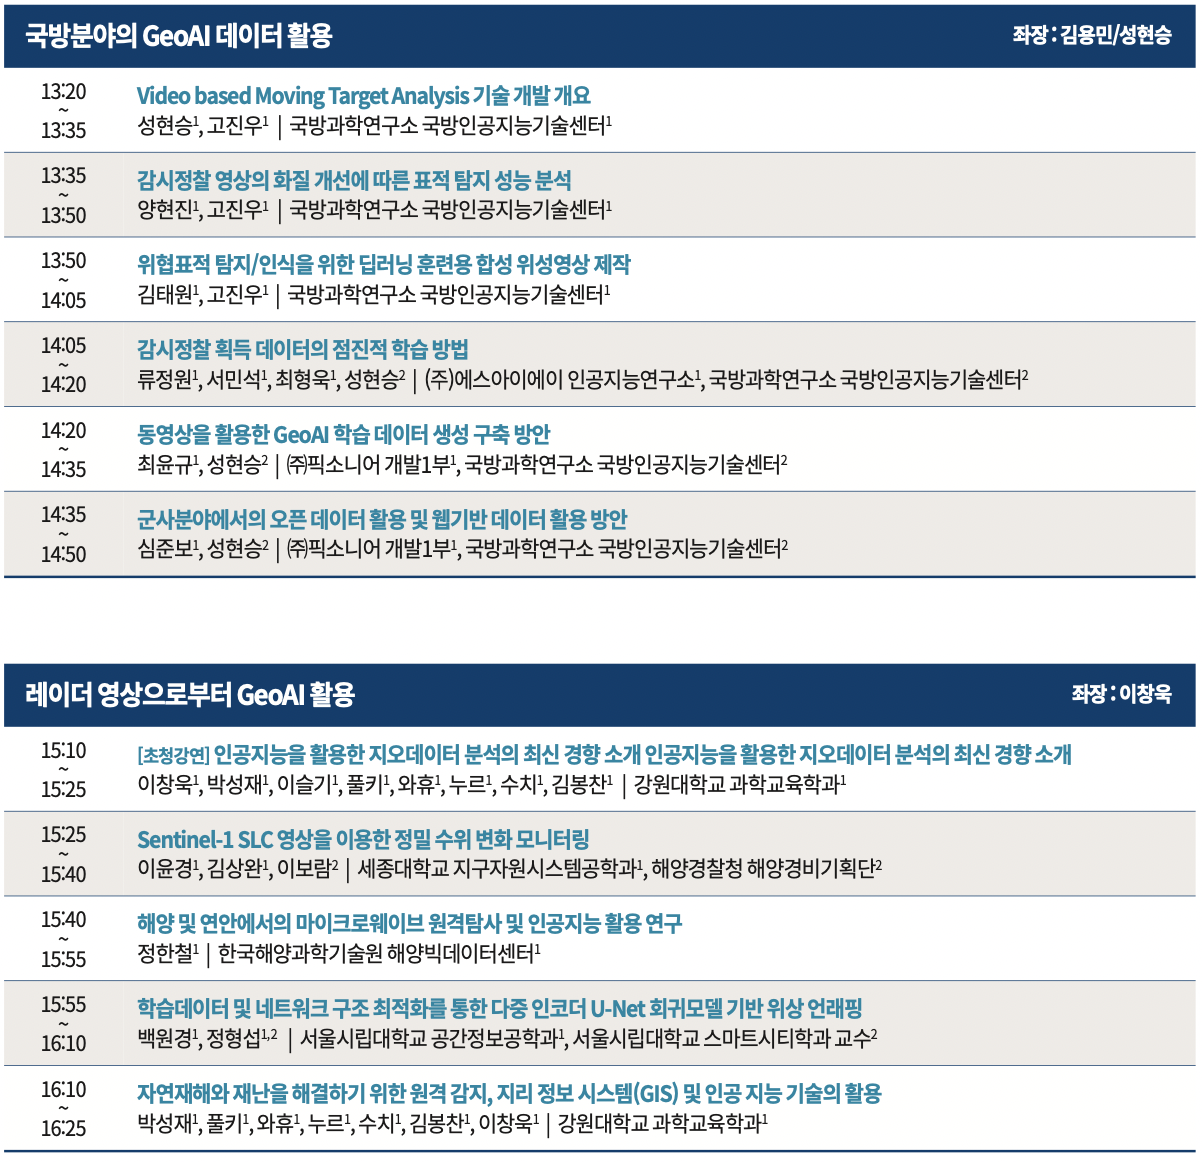 국방분야의 GeoAI 데이터 활용
좌장 : 김용민/성현승
13:20
~
13:35
Video based Moving Target Analysis 기술 개발 개요
성현승¹, 고진우¹ | 국방과학연구소 국방인공지능기술센터¹
13:35
~
13:50
감시정찰 영상의 화질 개선에 따른 표적 탐지 성능 분석
양현진¹, 고진우¹ | 국방과학연구소 국방인공지능기술센터¹
13:50
~
14:05
위협표적 탐지/인식을 위한 딥러닝 훈련용 합성 위성영상 제작
김태원¹, 고진우¹ | 국방과학연구소 국방인공지능기술센터¹
14:05
~
14:20
감시정찰 획득 데이터의 점진적 학습 방법
류정원¹, 서민석¹, 최형욱¹, 성현승² | (주)에스아이에이 인공지능연구소¹, 국방과학연구소 국방인공지능기술센터²
14:20
~
14:35
동영상을 활용한 GeoAI 학습 데이터 생성 구축 방안
최윤규¹, 성현승² | ㈜픽소니어 개발1부¹, 국방과학연구소 국방인공지능기술센터²
14:35
~
14:50
군사분야에서의 오픈 데이터 활용 및 웹기반 데이터 활용 방안
심준보¹, 성현승² | ㈜픽소니어 개발1부¹, 국방과학연구소 국방인공지능기술센터²
레이더 영상으로부터 GeoAI 활용
좌장 : 이창욱
15:10
~
15:25
[초청강연] 인공지능을 활용한 지오데이터 분석의 최신 경향 소개 인공지능을 활용한 지오데이터 분석의 최신 경향 소개
이창욱¹, 박성재¹, 이슬기¹, 풀키¹, 와휴¹, 누르¹, 수치¹, 김봉찬¹ | 강원대학교 과학교육학과¹
15:25
~
15:40
Sentinel-1 SLC 영상을 이용한 정밀 수위 변화 모니터링
이윤경¹, 김상완¹, 이보람² | 세종대학교 지구자원시스템공학과¹, 해양경찰청 해양경비기획단²
15:40
~
15:55
해양 및 연안에서의 마이크로웨이브 원격탐사 및 인공지능 활용 연구
정한철¹ | 한국해양과학기술원 해양빅데이터센터¹
15:55
~
16:10
학습데이터 및 네트워크 구조 최적화를 통한 다중 인코더 U-Net 회귀모델 기반 위상 언래핑
백원경¹, 정형섭¹,² | 서울시립대학교 공간정보공학과¹, 서울시립대학교 스마트시티학과 교수²
16:10
~
16:25
자연재해와 재난을 해결하기 위한 원격 감지, 지리 정보 시스템(GIS) 및 인공 지능 기술의 활용
박성재¹, 풀키¹, 와휴¹, 누르¹, 수치¹, 김봉찬¹, 이창욱¹ | 강원대학교 과학교육학과¹